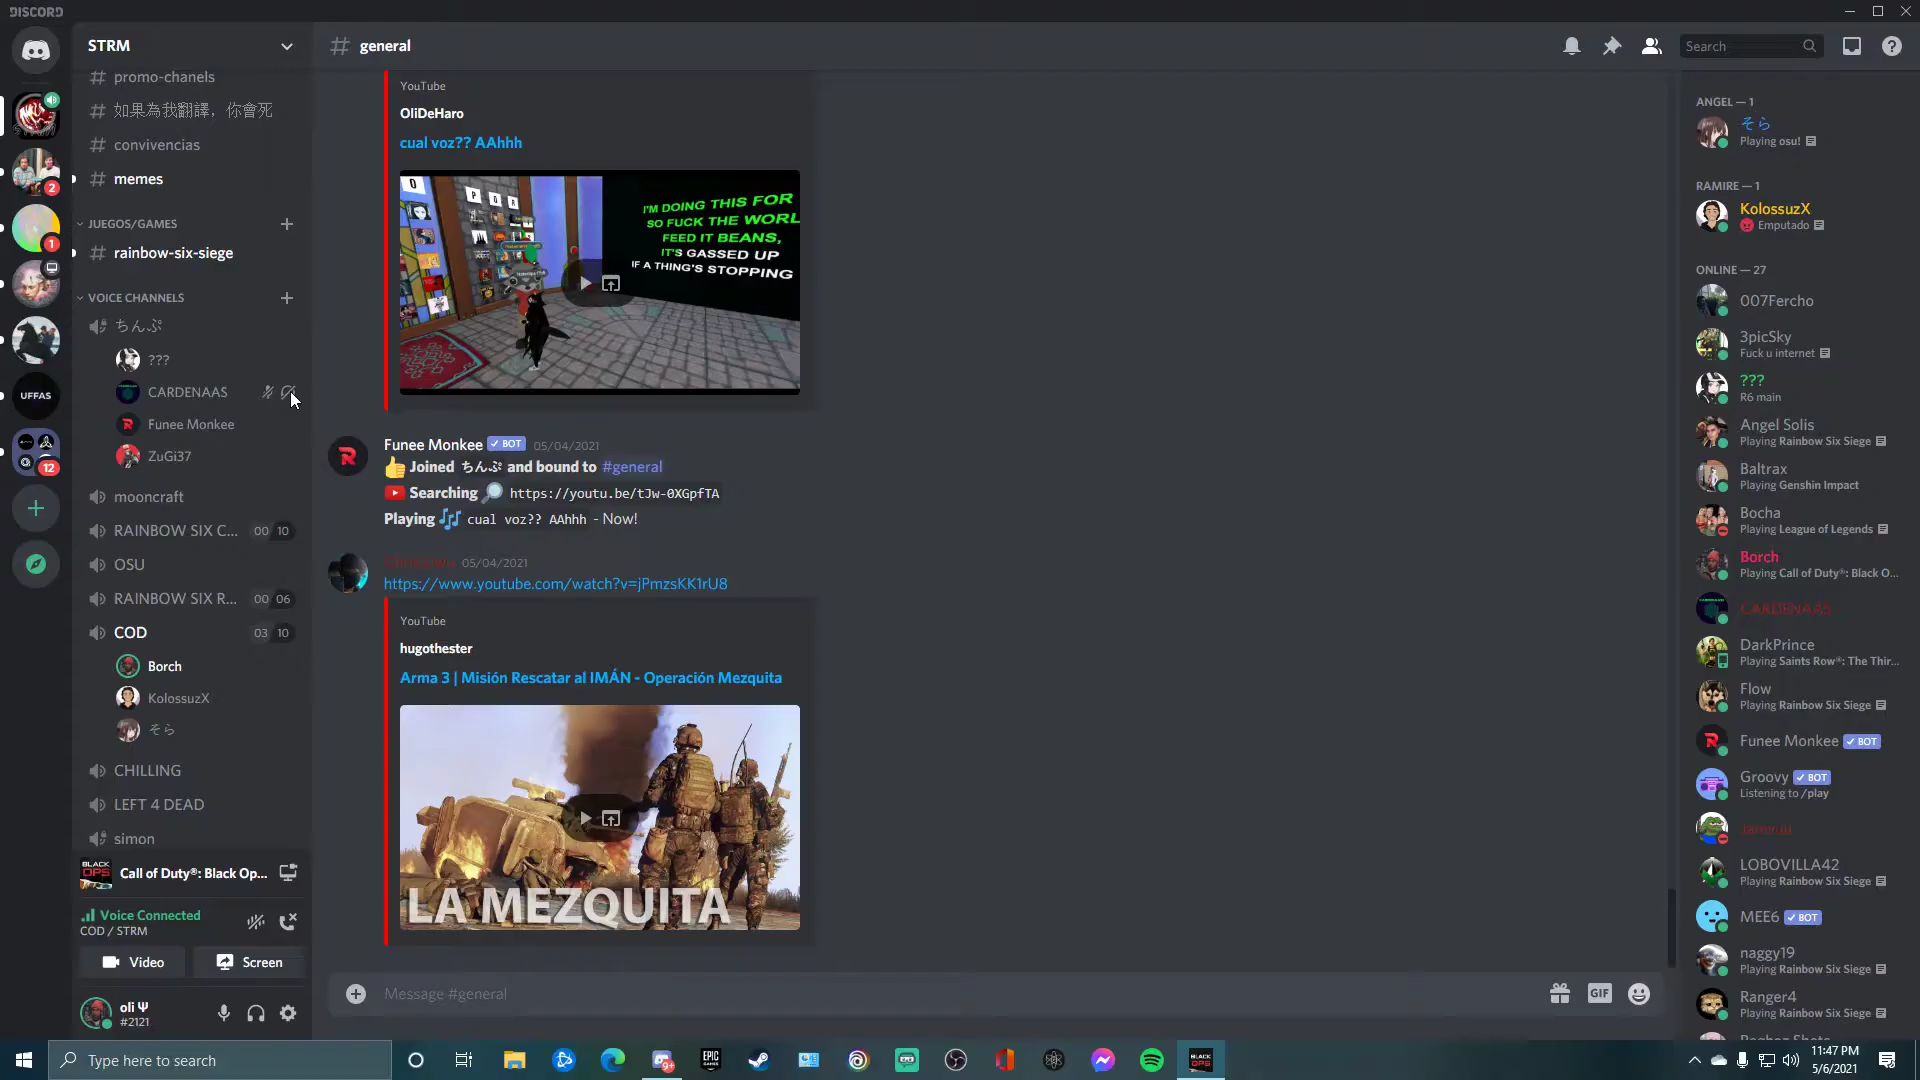 DISCORD
STRM
promo-chanels
如果為我翻譯，你會死
convivencias
memes
JUEGOS/GAMES
rainbow-six-siege
VOICE CHANNELS
ちんぷ
???
CARDENAAS
Funee Monkee
ZuGi37
mooncraft
RAINBOW SIX C... 00 10
OSU
RAINBOW SIX R... 00 06
COD 03 10
Borch
KolossuzX
そら
CHILLING
LEFT 4 DEAD
simon
BLACK OPS
Call of Duty®: Black Op...
Voice Connected
COD / STRM
Video
Screen
oli Ψ
#2121
2
1
UFFAS
12
general
Search
YouTube
OliDeHaro
cual voz?? AAhhh
I'M DOING THIS FOR
SO FUCK THE WORL
FEED IT BEANS,
IT'S GASSED UP
IF A THING'S STOPPING
Funee Monkee BOT 05/04/2021
Joined ちんぷ and bound to #general
Searching https://youtu.be/tJw-0XGpfTA
Playing cual voz?? AAhhh - Now!
05/04/2021
https://www.youtube.com/watch?v=jPmzsKK1rU8
YouTube
hugothester
Arma 3 | Misión Rescatar al IMÁN - Operación Mezquita
LA MEZQUITA
Message #general
GIF
ANGEL — 1
そら
Playing osu!
RAMIRE — 1
KolossuzX
Emputado
ONLINE — 27
007Fercho
3picSky
Fuck u internet
???
R6 main
Angel Solis
Playing Rainbow Six Siege
Baltrax
Playing Genshin Impact
Bocha
Playing League of Legends
Borch
Playing Call of Duty®: Black O...
CARDENAAS
DarkPrince
Playing Saints Row®: The Thir...
Flow
Playing Rainbow Six Siege
Funee Monkee BOT
Groovy BOT
Listening to /play
LOBOVILLA42
Playing Rainbow Six Siege
MEE6 BOT
naggy19
Playing Rainbow Six Siege
Ranger4
Playing Rainbow Six Siege
Type here to search
9+
EPIC GAMES
BLACK OPS
11:47 PM
5/6/2021